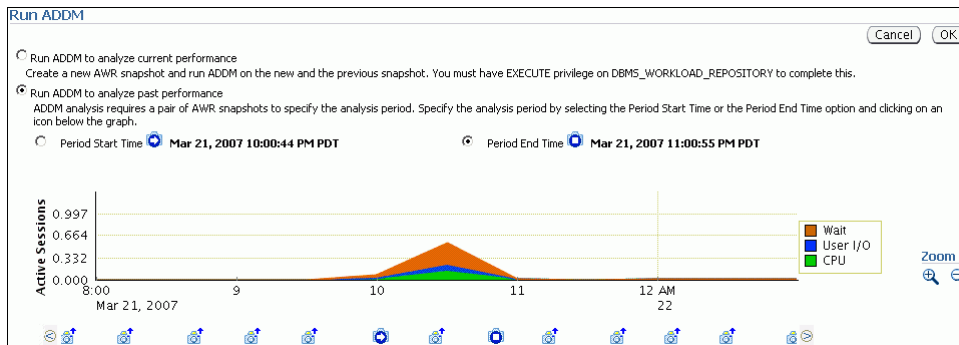 Run ADDM
Cancel OK
Run ADDM to analyze current performance
Create a new AWR snapshot and run ADDM on the new and the previous snapshot. You must have EXECUTE privilege on DBMS_WORKLOAD_REPOSITORY to complete this.
Run ADDM to analyze past performance
ADDM analysis requires a pair of AWR snapshots to specify the analysis period. Specify the analysis period by selecting the Period Start Time or the Period End Time option and clicking on an
icon below the graph.
Period Start Time Mar 21, 2007 10:00:44 PM PDT Period End Time Mar 21, 2007 11:00:55 PM PDT
Active Sessions
0.997
0.664
0.332
0.000
8:00 9 10 11 12 AM
Mar 21, 2007 22
Wait
User I/O
CPU
Zoom